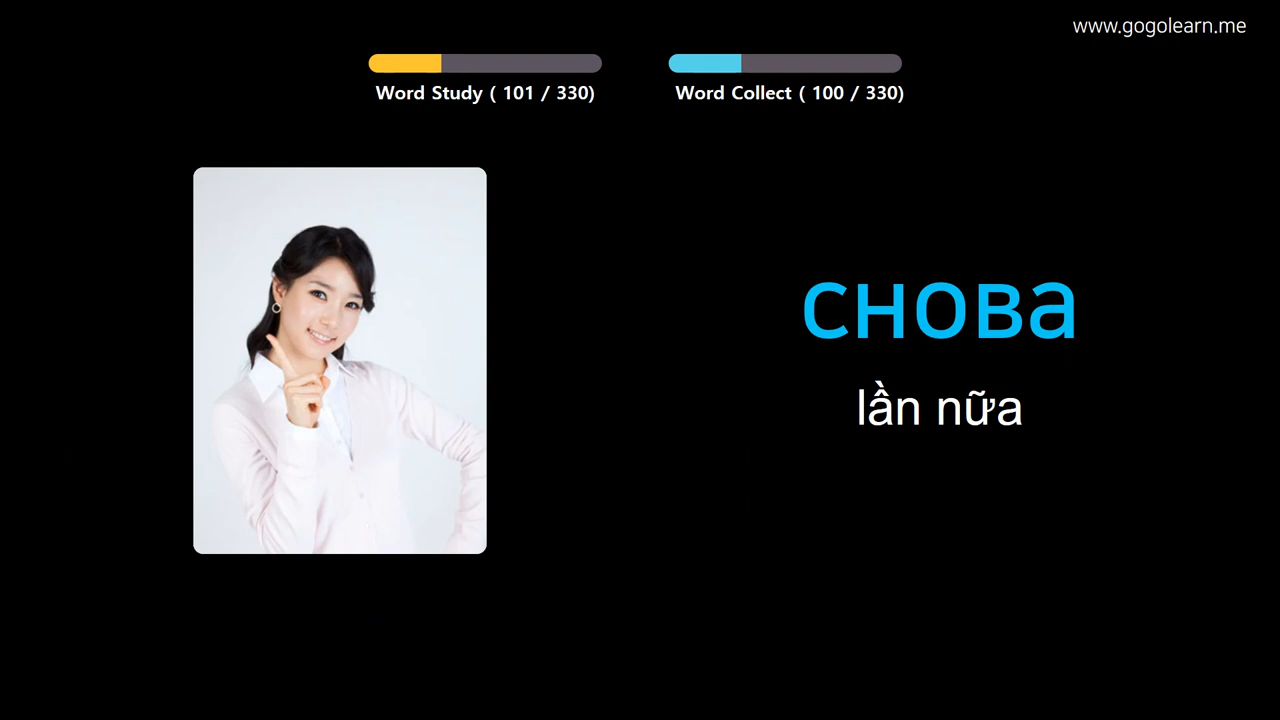 www.gogolearn.me
Word Study ( 101 / 330)
Word Collect ( 100 / 330)
снова
lần nữa